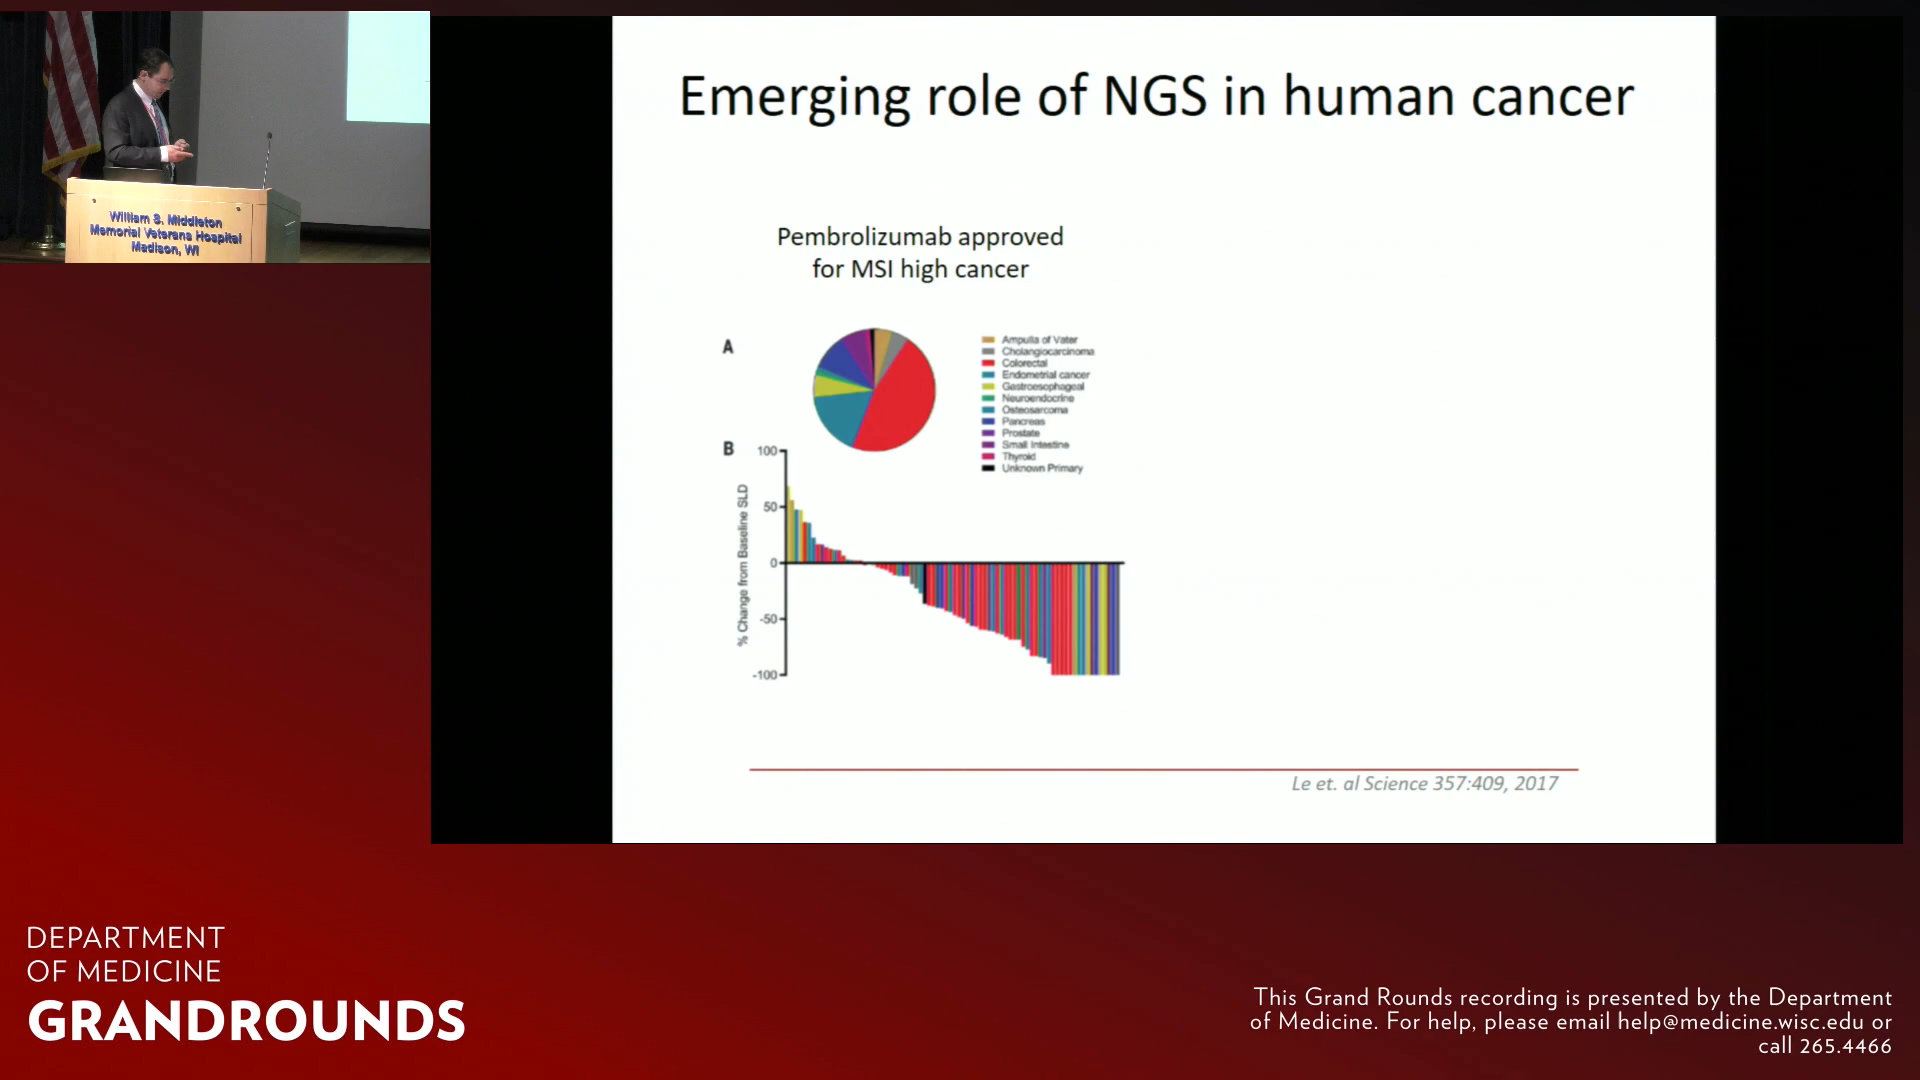 William S. Middleton
Memorial Veterans Hospital
Madison, WI
Emerging role of NGS in human cancer
Pembrolizumab approved
for MSI high cancer
A
Ampulla of Vater
Cholangiocarcinoma
Colorectal
Endometrial cancer
Gastroesophageal
Neuroendocrine
Osteosarcoma
Pancreas
Prostate
Small Intestine
Thyroid
Unknown Primary
B
% Change from Baseline SLD
100
50
0
-50
-100
Le et. al Science 357:409, 2017
DEPARTMENT
OF MEDICINE
GRANDROUNDS
This Grand Rounds recording is presented by the Department
of Medicine. For help, please email help@medicine.wisc.edu or
call 265.4466